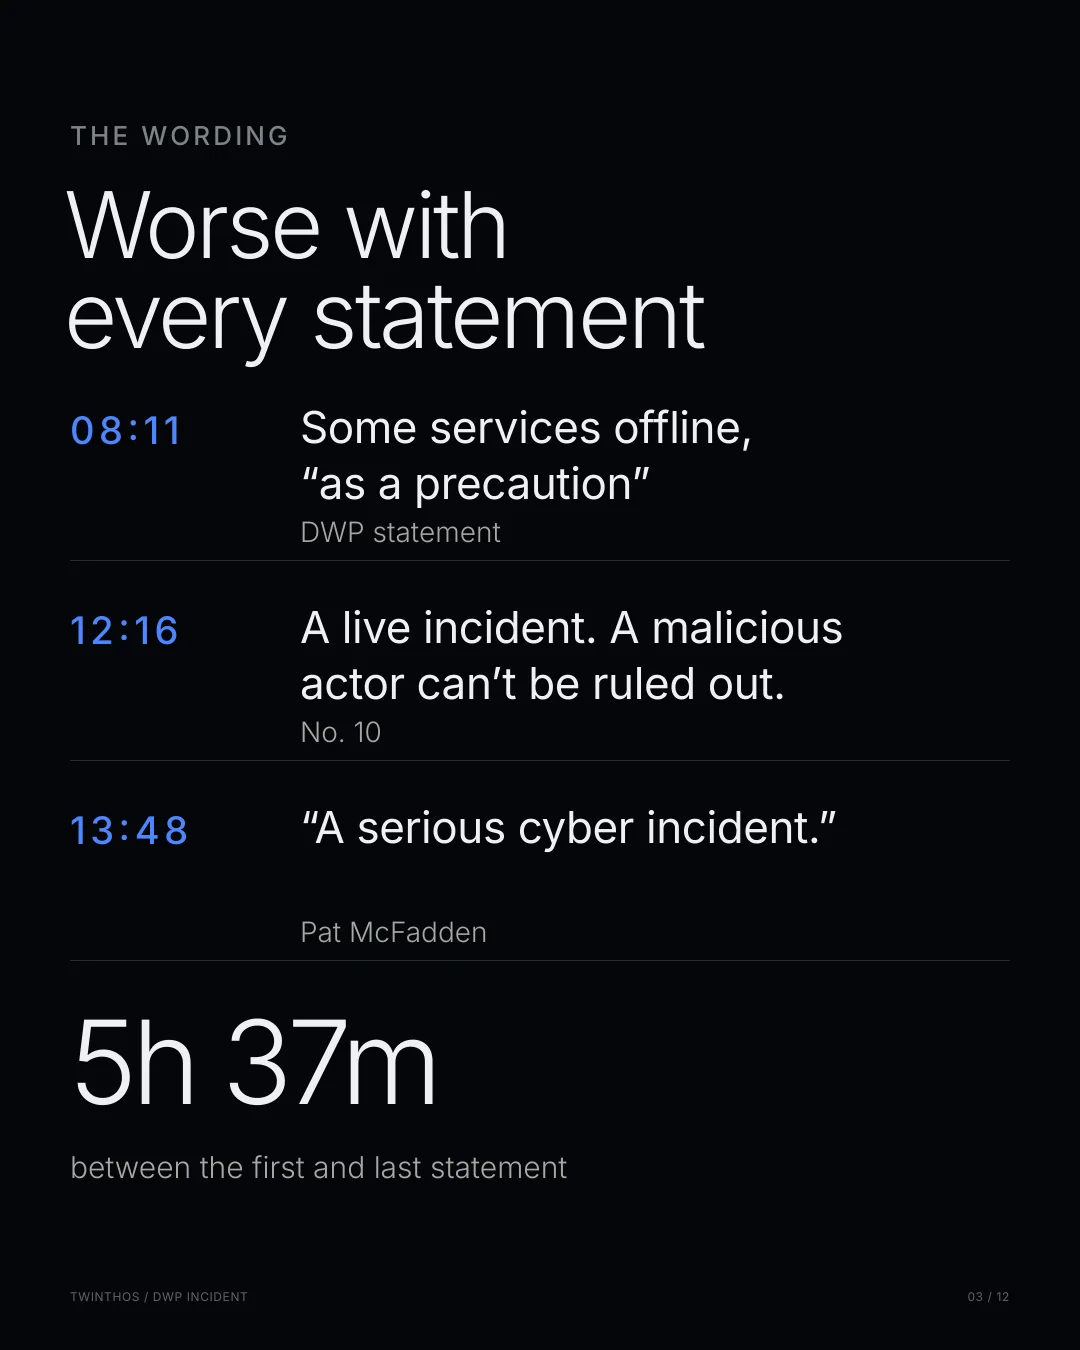 THE WORDING
Worse with
every statement
08:11
Some services offline,
“as a precaution”
DWP statement
12:16
A live incident. A malicious
actor can’t be ruled out.
No. 10
13:48
“A serious cyber incident.”
Pat McFadden
5h 37m
between the first and last statement
TWINTHOS / DWP INCIDENT
03 / 12